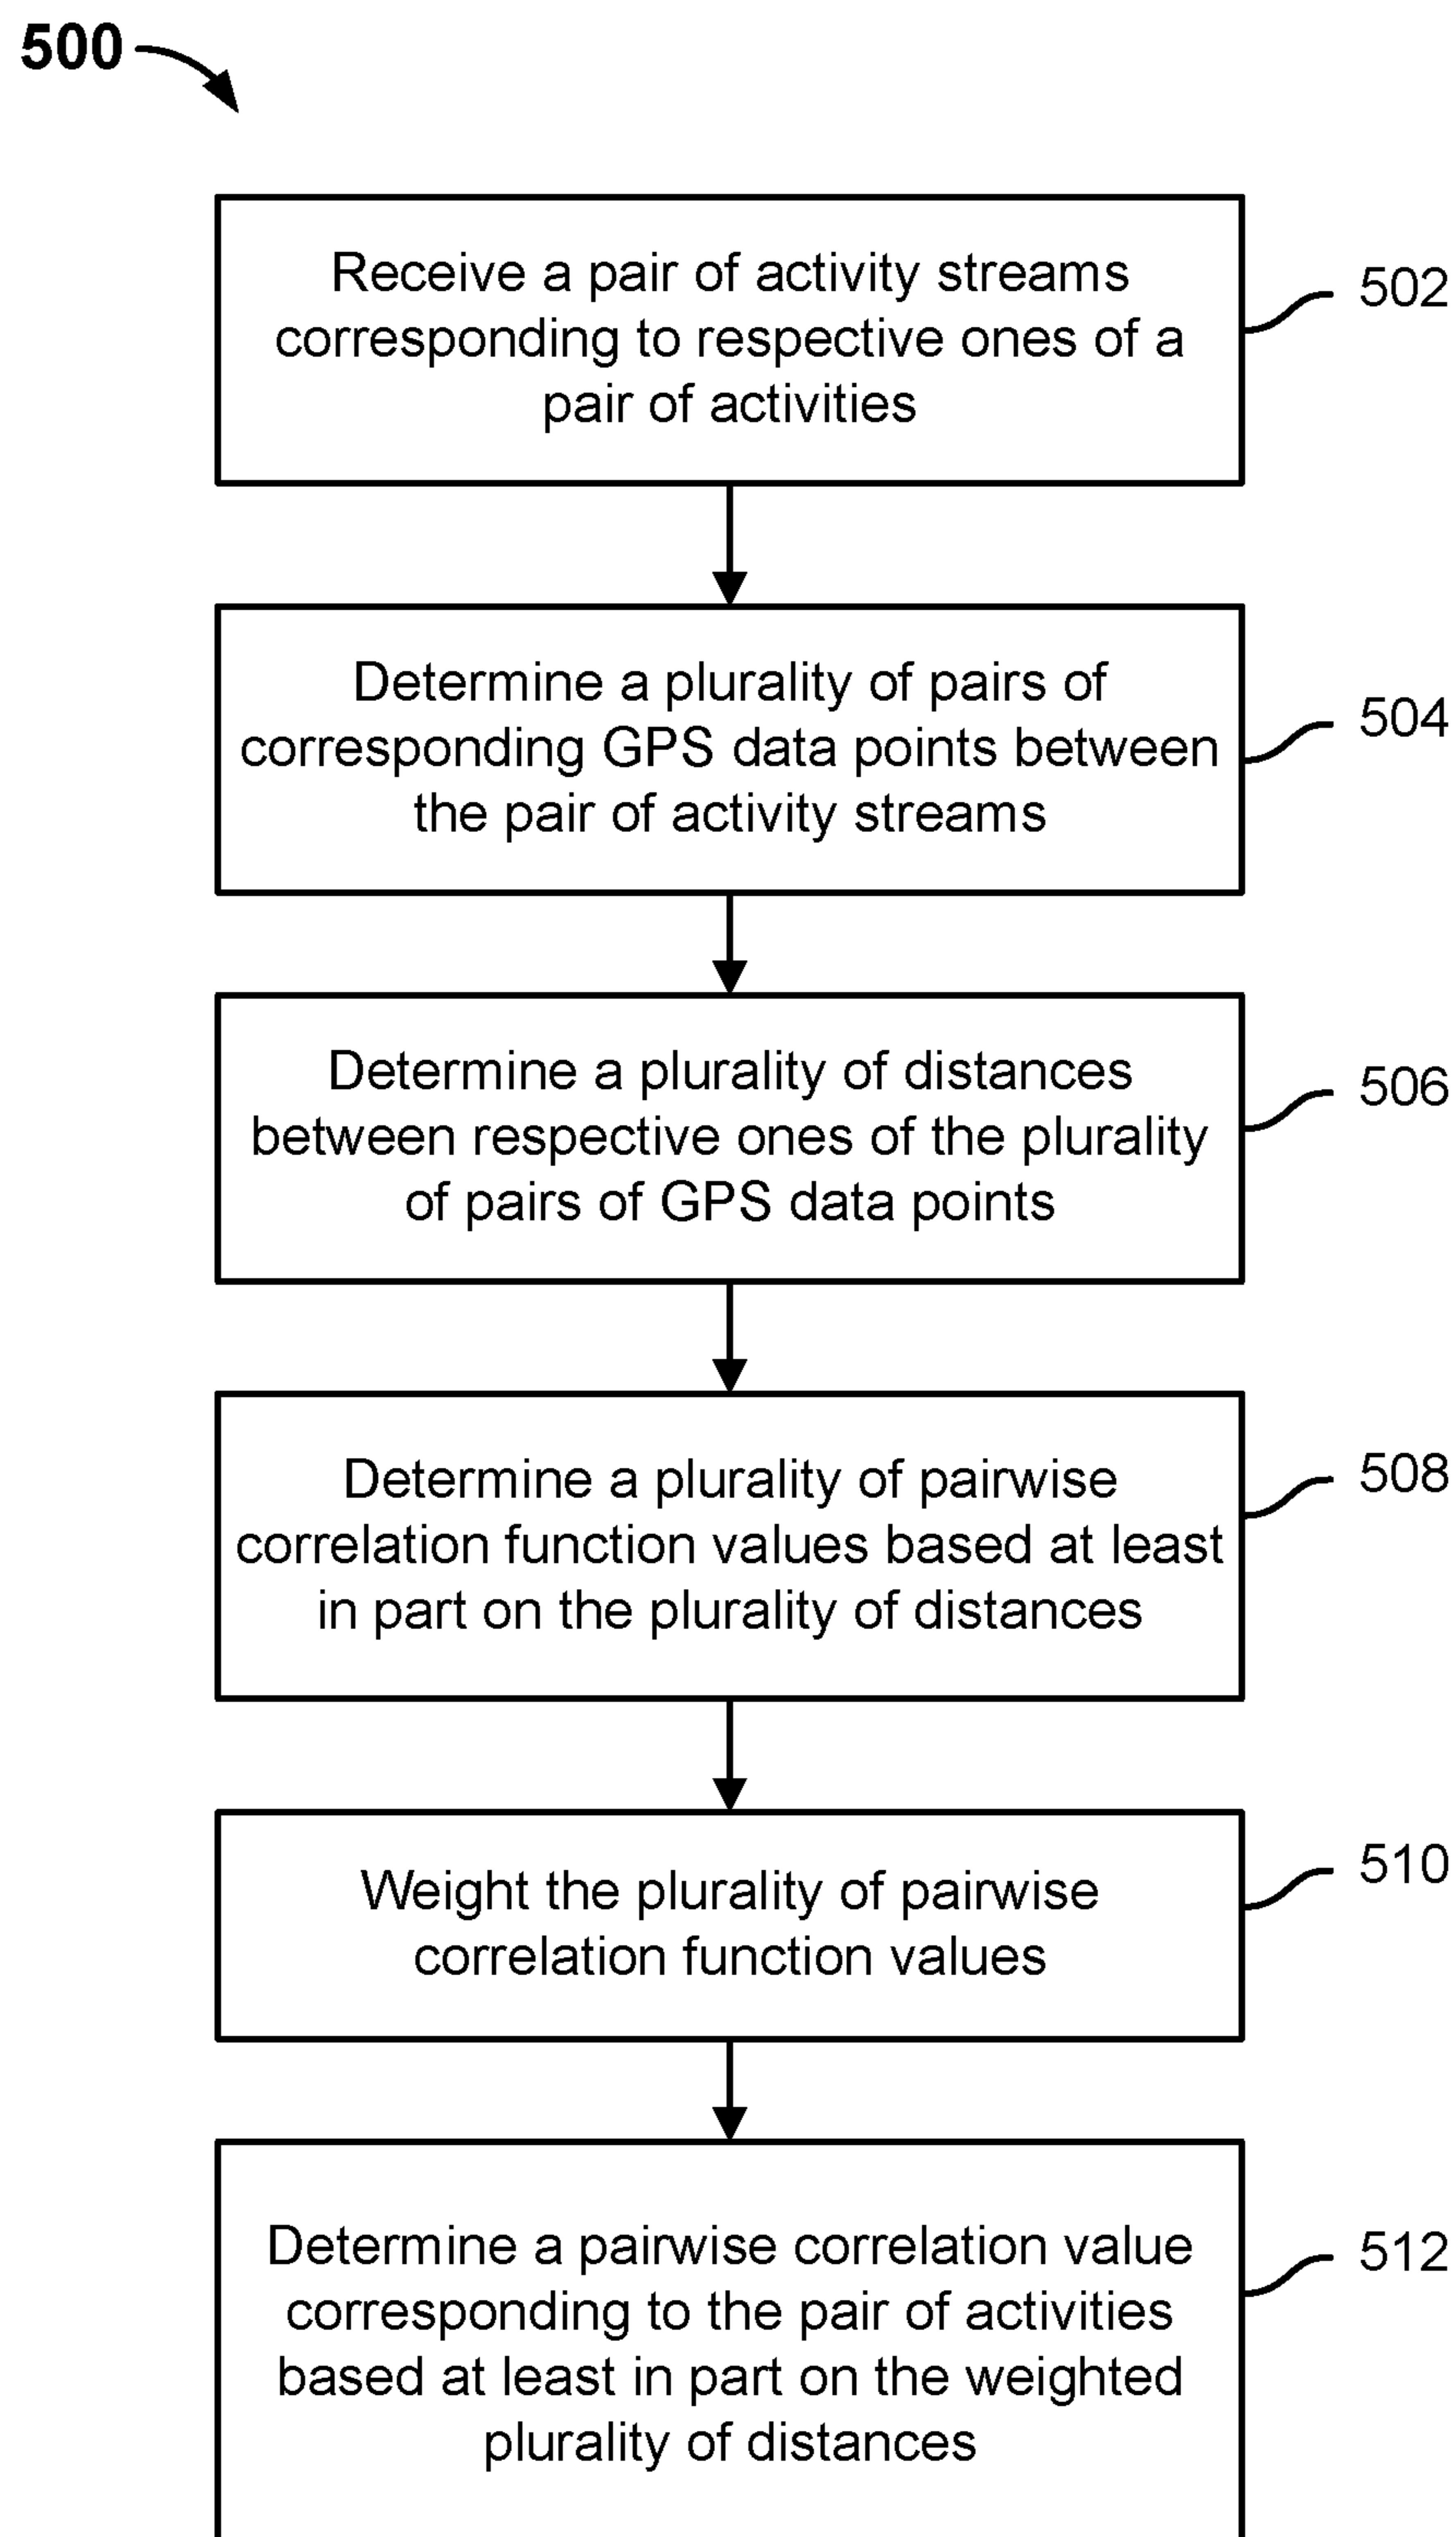 500
Receive a pair of activity streams
corresponding to respective ones of a
pair of activities
502
Determine a plurality of pairs of
corresponding GPS data points between
the pair of activity streams
504
Determine a plurality of distances
between respective ones of the plurality
of pairs of GPS data points
506
Determine a plurality of pairwise
correlation function values based at least
in part on the plurality of distances
508
Weight the plurality of pairwise
correlation function values
510
Determine a pairwise correlation value
corresponding to the pair of activities
based at least in part on the weighted
plurality of distances
512